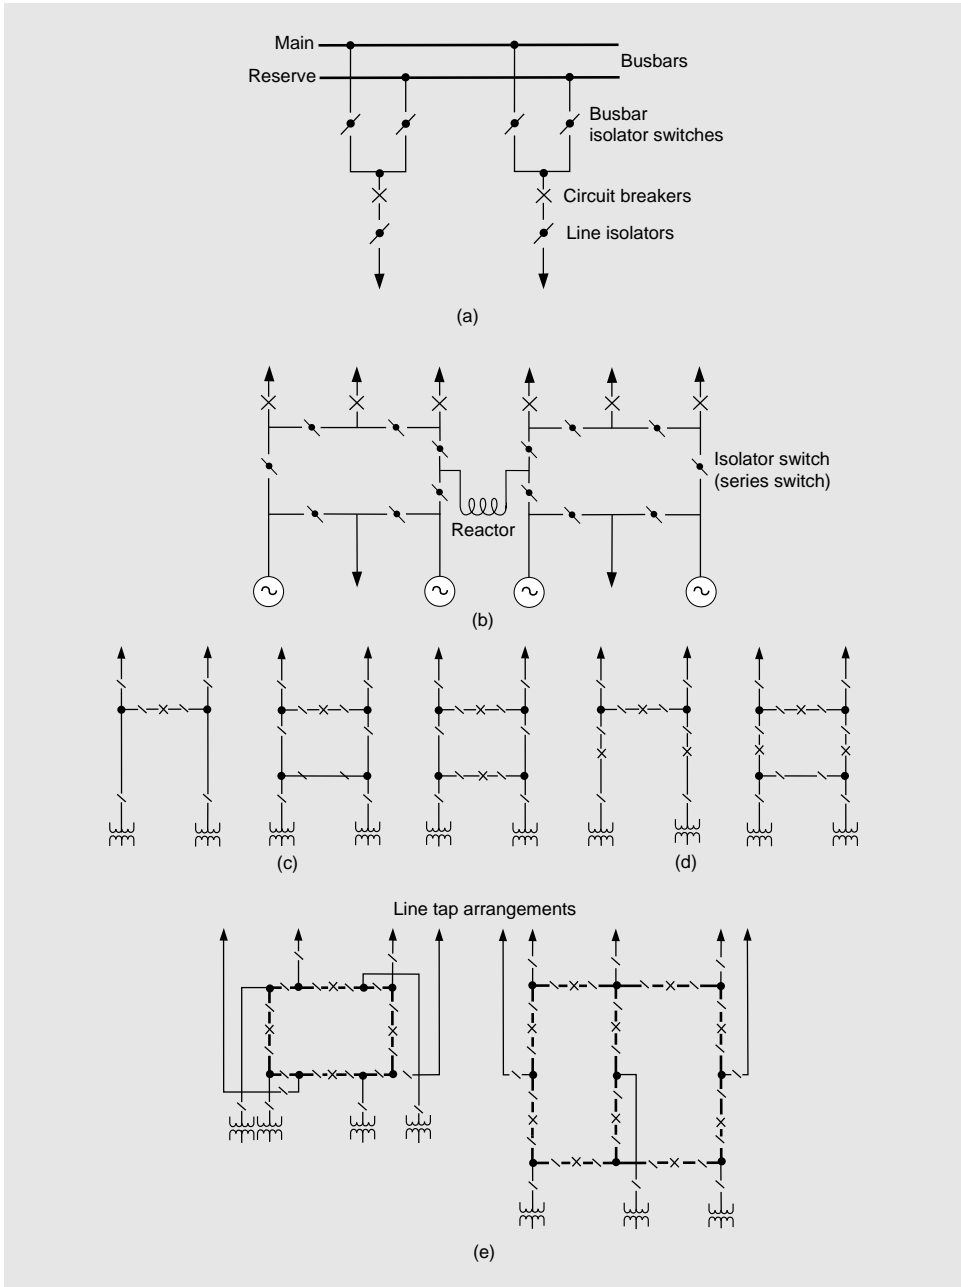 Main
Busbars
Reserve
Busbar
isolator switches
Circuit breakers
Line isolators
(a)
Isolator switch
(series switch)
Reactor
(b)
(c)
(d)
Line tap arrangements
(e)